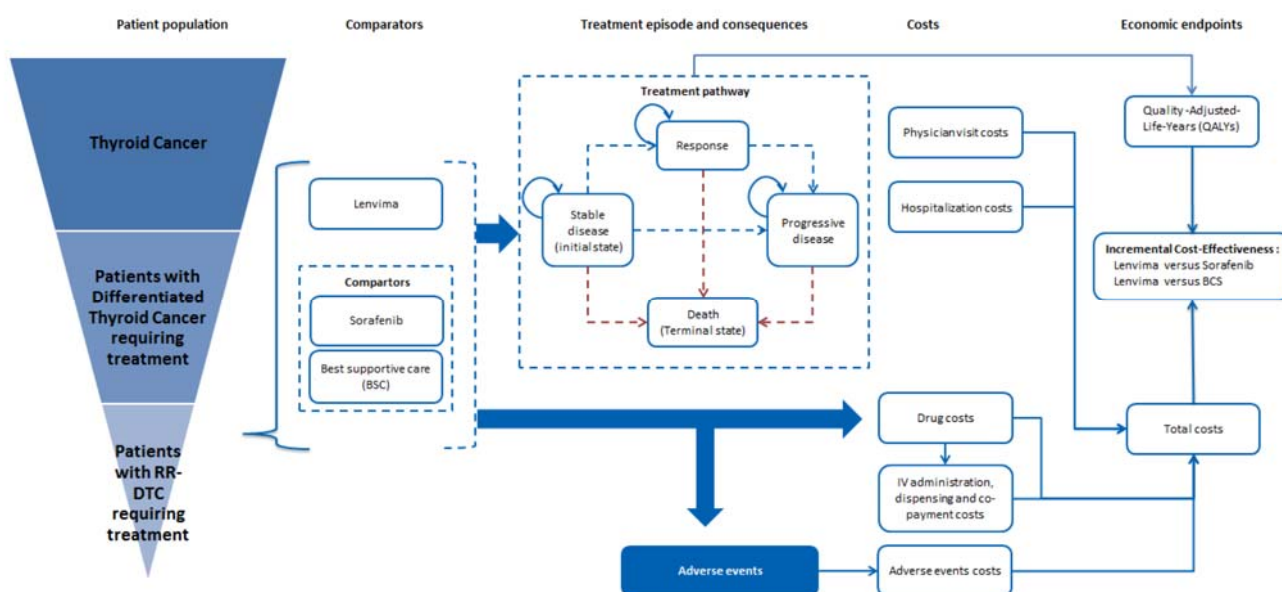 Patient population
Comparators
Treatment episode and consequences
Costs
Economic endpoints
Thyroid Cancer
Patients with
Differentiated
Thyroid Cancer
requiring
treatment
Patients
with RR-
DTC
requiring
treatment
Lenvima
Compartors
Sorafenib
Best supportive care
(BSC)
Treatment pathway
Response
Stable
disease
(initial state)
Progressive
disease
Death
(Terminal state)
Adverse events
Physician visit costs
Hospitalization costs
Drug costs
IV administration,
dispensing and co-
payment costs
Adverse events costs
Quality -Adjusted-
Life-Years (QALYs)
Incremental Cost-Effectiveness :
Lenvima versus Sorafenib
Lenvima versus BCS
Total costs